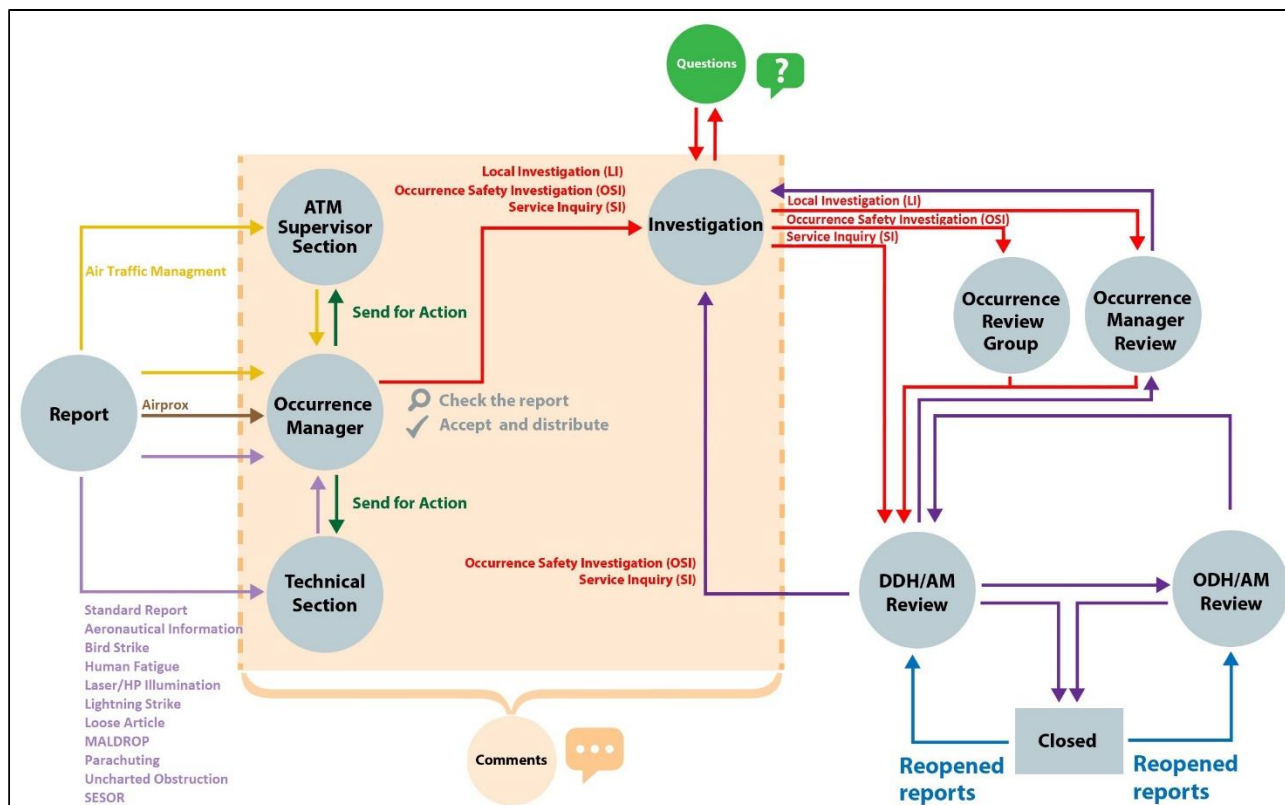 Questions
?
ATM
Supervisor
Section
Local Investigation (LI)
Occurrence Safety Investigation (OSI)
Service Inquiry (SI)
Investigation
Local Investigation (LI)
Occurrence Safety Investigation (OSI)
Service Inquiry (SI)
Air Traffic Managment
Send for Action
Occurrence
Review
Group
Occurrence
Manager
Review
Report
Airprox
Occurrence
Manager
Check the report
Accept and distribute
Send for Action
Technical
Section
Occurrence Safety Investigation (OSI)
Service Inquiry (SI)
DDH/AM
Review
ODH/AM
Review
Standard Report
Aeronautical Information
Bird Strike
Human Fatigue
Laser/HP Illumination
Lightning Strike
Loose Article
MALDROP
Parachuting
Uncharted Obstruction
SESOR
Comments
Closed
Reopened
reports
Reopened
reports